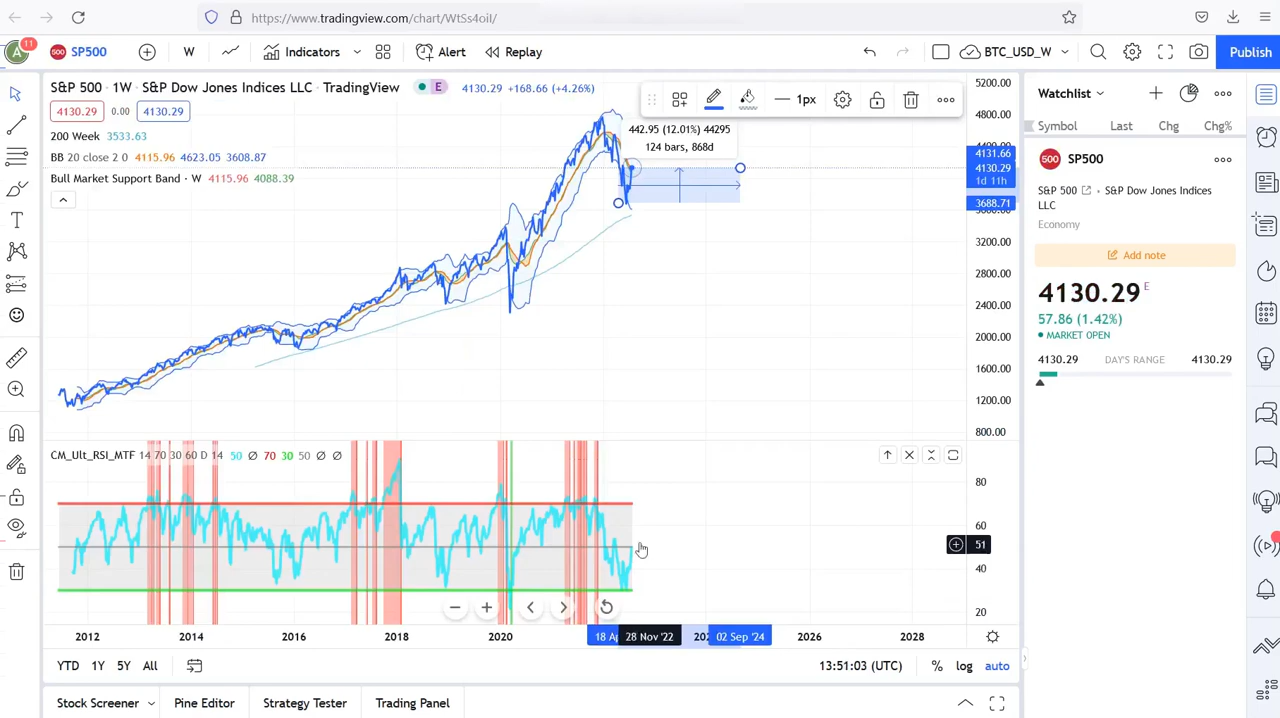 https://www.tradingview.com/chart/WtSs4oil/
A 11 500 SP500 W Indicators Alert Replay BTC_USD_W Publish
S&P 500 · 1W · S&P Dow Jones Indices LLC · TradingView E 4130.29 +168.66 (+4.26%)
1px
4130.29 0.00 4130.29
200 Week 3533.63
BB 20 close 2 0 4115.96 4623.05 3608.87
Bull Market Support Band · W 4115.96 4088.39
442.95 (12.01%) 44295
124 bars, 868d
5200.00
4800.00
4131.66
4130.29
1d 11h
3688.71
3200.00
2800.00
2400.00
2000.00
1600.00
1200.00
800.00
CM_Ult_RSI_MTF 14 70 30 60 D 14 50 ∅ 70 30 50 ∅ ∅
80
60
51
40
20
2012 2014 2016 2018 2020 28 Nov '22 02 Sep '24 2026 2028
YTD 1Y 5Y All 13:51:03 (UTC) % log auto
Stock Screener Pine Editor Strategy Tester Trading Panel
Watchlist
Symbol Last Chg Chg%
500 SP500
S&P 500 · S&P Dow Jones Indices
LLC
Economy
Add note
4130.29 E
57.86 (1.42%)
MARKET OPEN
4130.29 DAY'S RANGE 4130.29